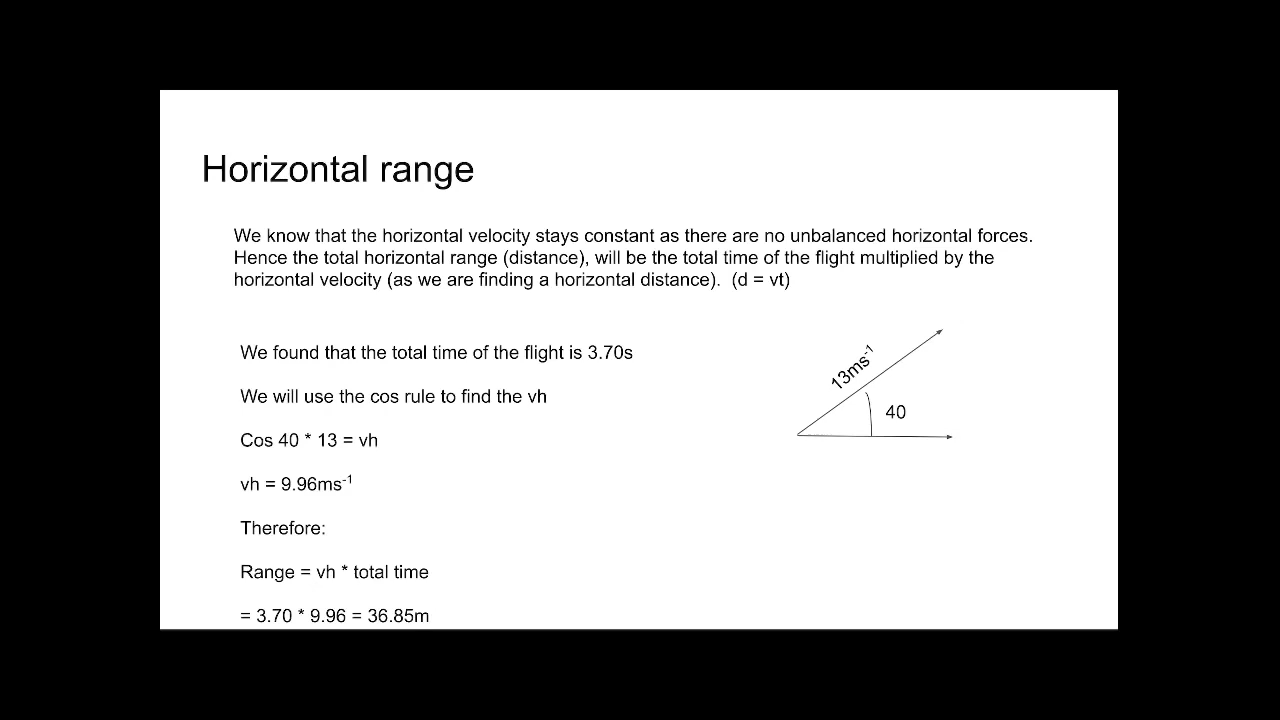 Horizontal range
We know that the horizontal velocity stays constant as there are no unbalanced horizontal forces.
Hence the total horizontal range (distance), will be the total time of the flight multiplied by the
horizontal velocity (as we are finding a horizontal distance).  (d = vt)
We found that the total time of the flight is 3.70s
We will use the cos rule to find the vh
Cos 40 * 13 = vh
vh = 9.96ms⁻¹
Therefore:
Range = vh * total time
= 3.70 * 9.96 = 36.85m
13ms⁻¹
40